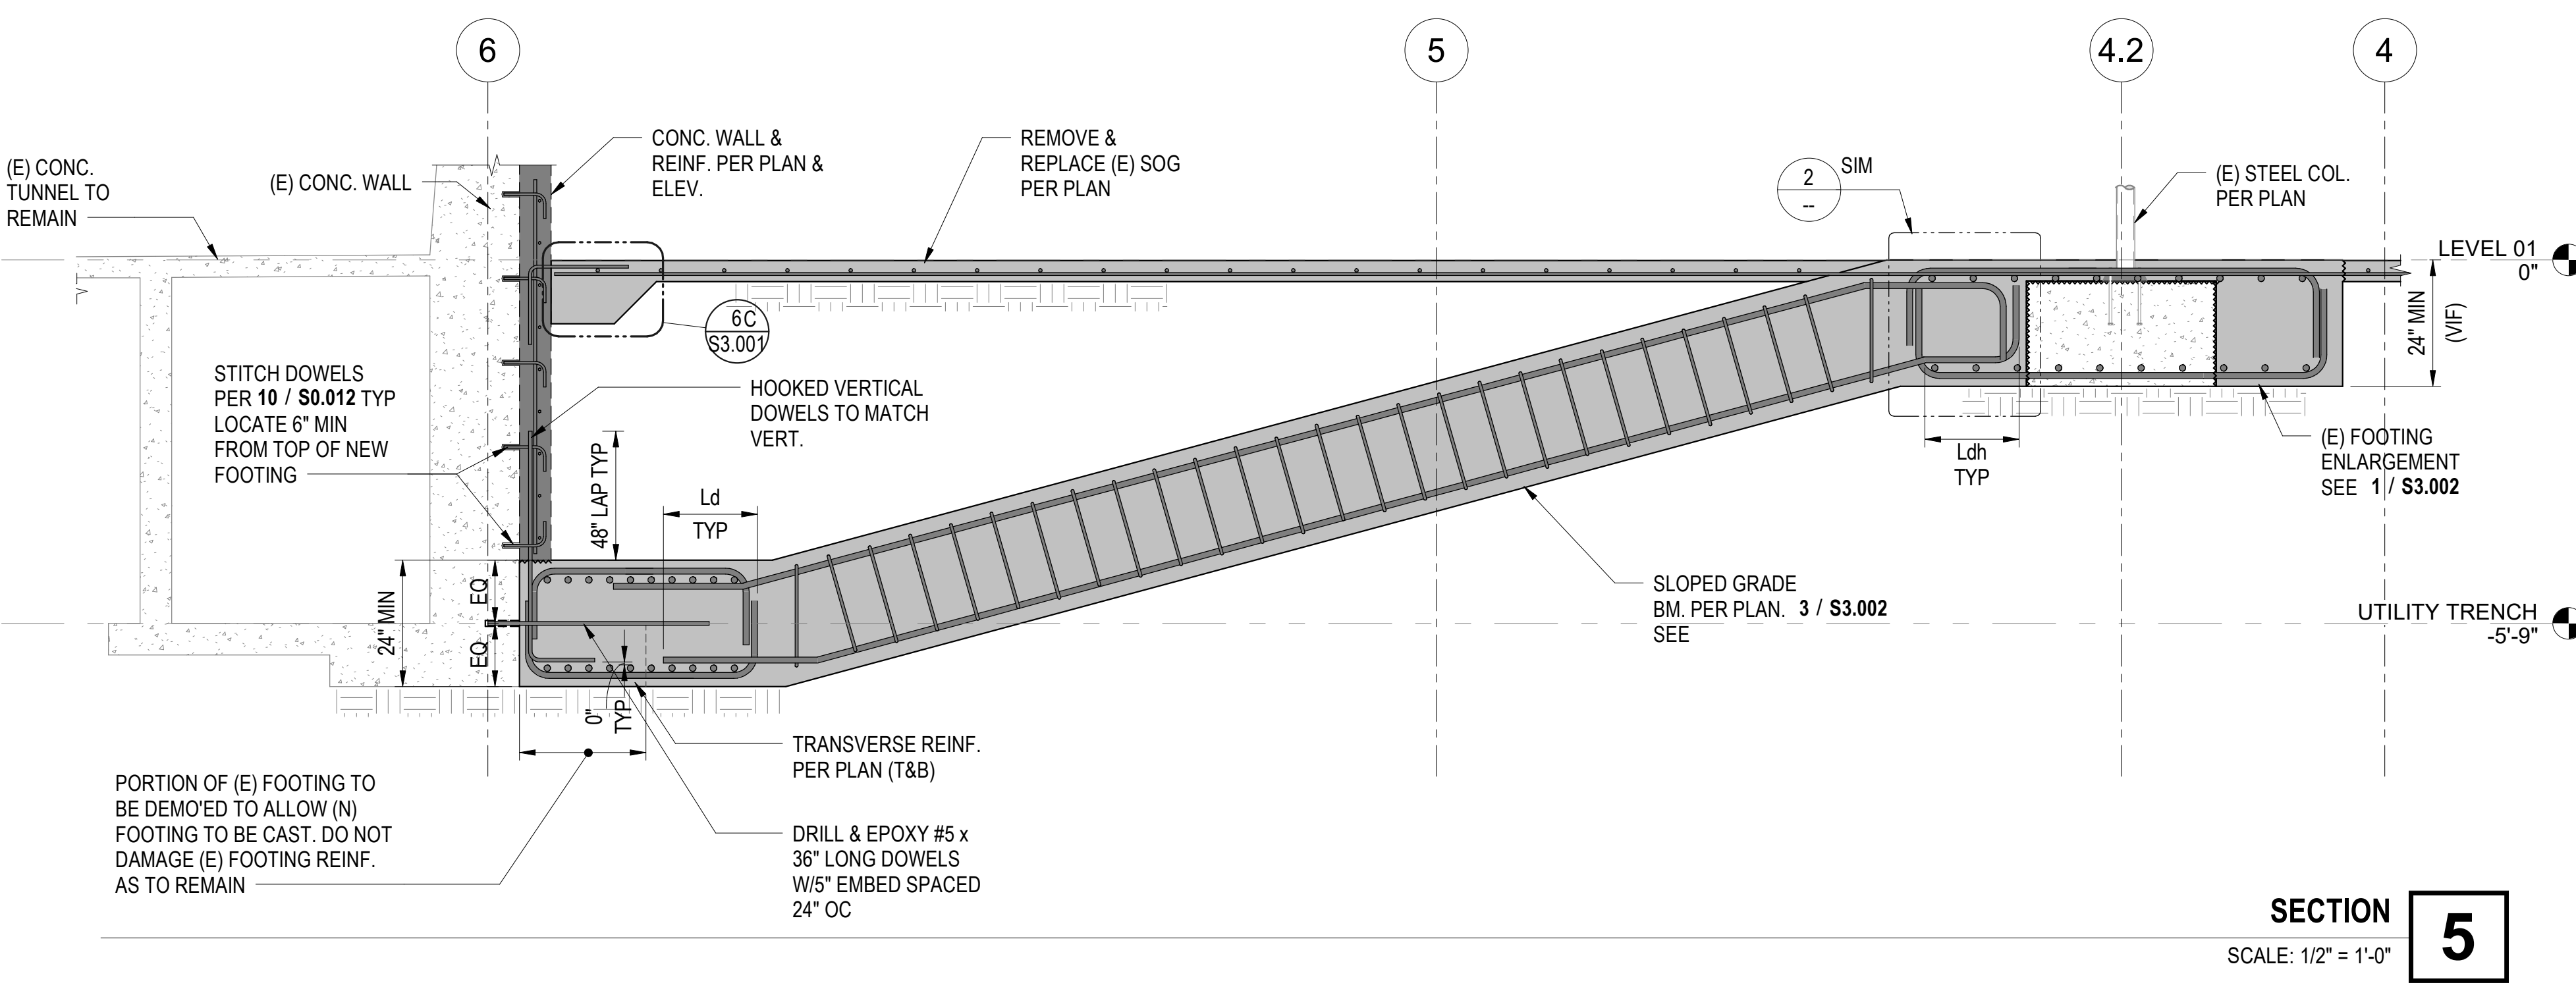 6
5
4.2
4
(E) CONC.
TUNNEL TO
REMAIN
(E) CONC. WALL
CONC. WALL &
REINF. PER PLAN &
ELEV.
REMOVE &
REPLACE (E) SOG
PER PLAN
2
--
SIM
(E) STEEL COL.
PER PLAN
LEVEL 01
0"
6C
S3.001
24" MIN
(VIF)
STITCH DOWELS
PER 10 / S0.012 TYP
LOCATE 6" MIN
FROM TOP OF NEW
FOOTING
HOOKED VERTICAL
DOWELS TO MATCH
VERT.
48" LAP TYP
Ld
TYP
Ldh
TYP
(E) FOOTING
ENLARGEMENT
SEE 1 / S3.002
24" MIN
EQ
EQ
SLOPED GRADE
BM. PER PLAN. 3 / S3.002
SEE
UTILITY TRENCH
-5'-9"
0"
TYP
TRANSVERSE REINF.
PER PLAN (T&B)
PORTION OF (E) FOOTING TO
BE DEMO'ED TO ALLOW (N)
FOOTING TO BE CAST. DO NOT
DAMAGE (E) FOOTING REINF.
AS TO REMAIN
DRILL & EPOXY #5 x
36" LONG DOWELS
W/5" EMBED SPACED
24" OC
SECTION
5
SCALE: 1/2" = 1'-0"